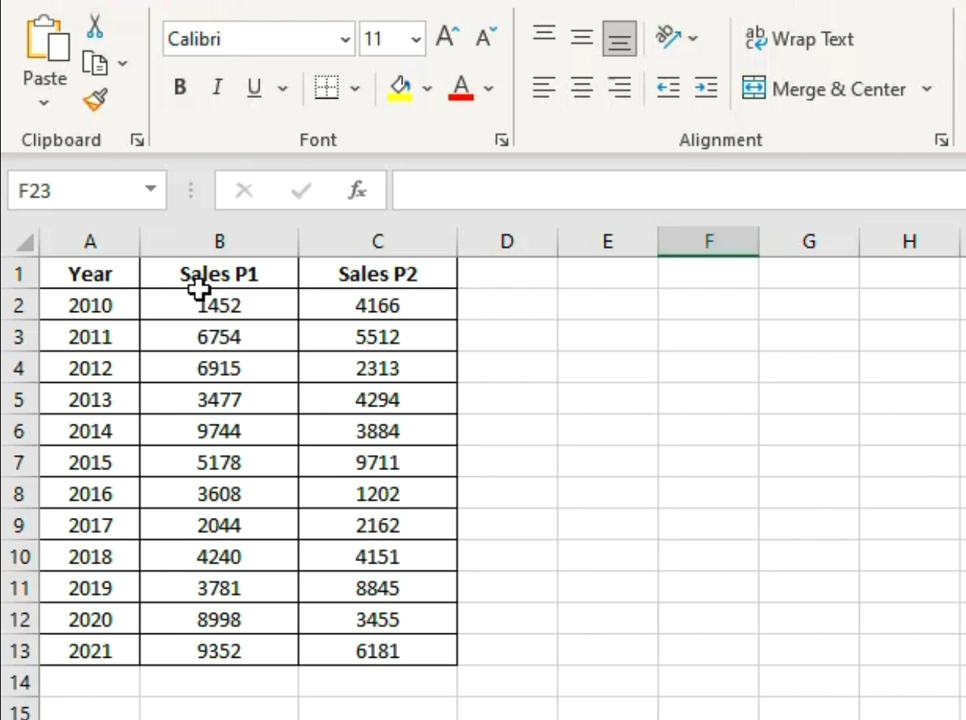 Calibri 11 A A ab Wrap Text
Paste B I U A Merge & Center
Clipboard Font Alignment
F23 fx
A B C D E F G H
1 Year Sales P1 Sales P2
2 2010 1452 4166
3 2011 6754 5512
4 2012 6915 2313
5 2013 3477 4294
6 2014 9744 3884
7 2015 5178 9711
8 2016 3608 1202
9 2017 2044 2162
10 2018 4240 4151
11 2019 3781 8845
12 2020 8998 3455
13 2021 9352 6181
14
15